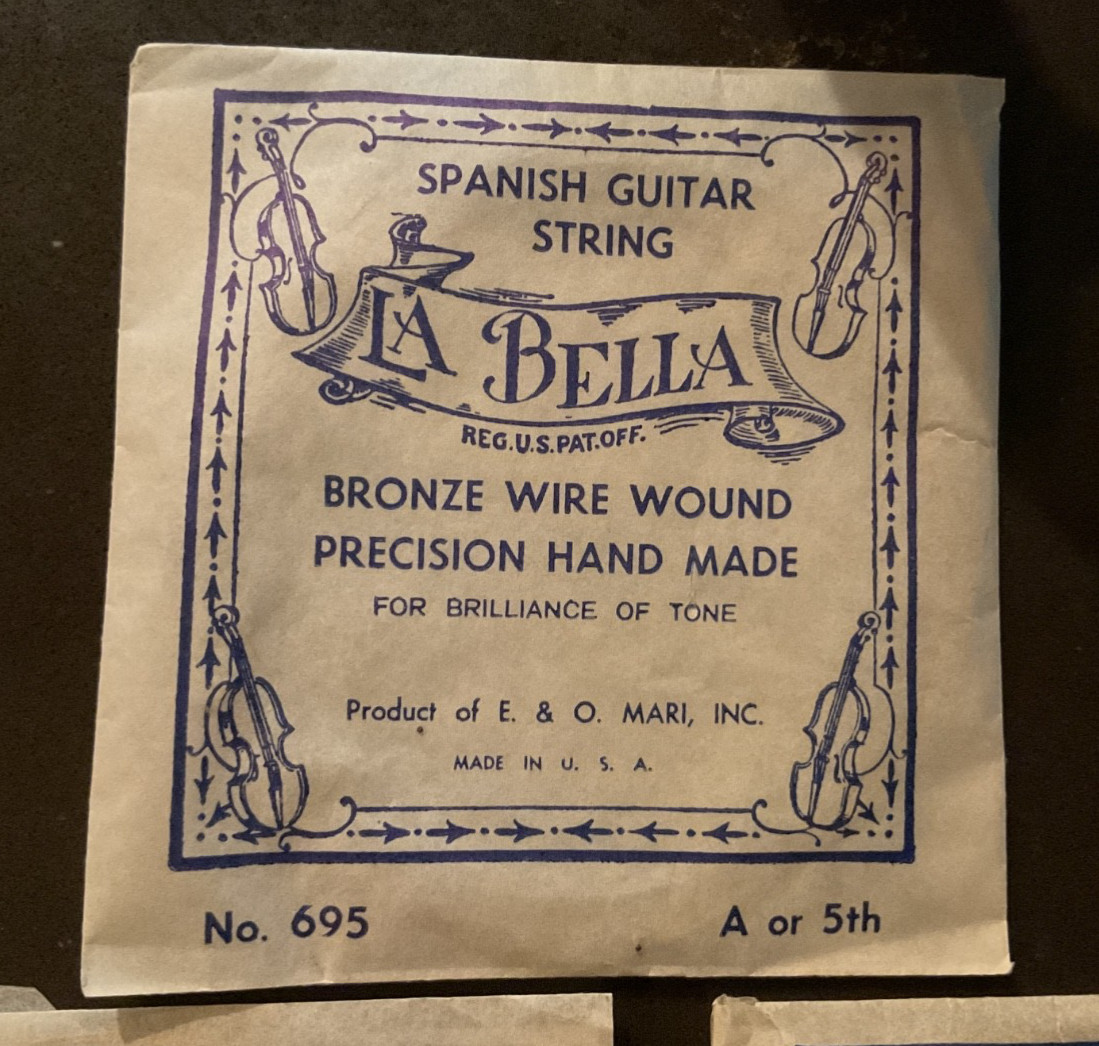 SPANISH GUITAR
STRING
LA BELLA
REG.U.S.PAT.OFF.
BRONZE WIRE WOUND
PRECISION HAND MADE
FOR BRILLIANCE OF TONE
Product of E. & O. MARI, INC.
MADE IN U. S. A.
No. 695
A or 5th